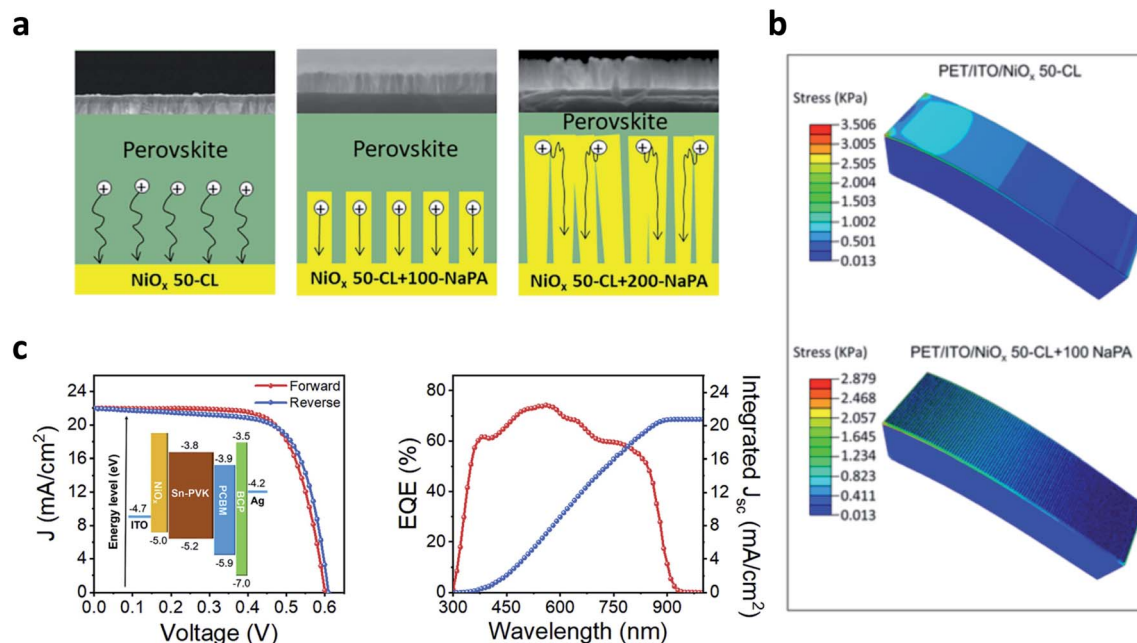 a
Perovskite
NiOₓ 50-CL
Perovskite
NiOₓ 50-CL+100-NaPA
Perovskite
NiOₓ 50-CL+200-NaPA
b
PET/ITO/NiOₓ 50-CL
Stress (KPa)
3.506
3.005
2.505
2.004
1.503
1.002
0.501
0.013
PET/ITO/NiOₓ 50-CL+100 NaPA
Stress (KPa)
2.879
2.468
2.057
1.645
1.234
0.823
0.411
0.013
c
J (mA/cm²)
24
20
16
12
8
4
0
0.0 0.1 0.2 0.3 0.4 0.5 0.6
Voltage (V)
Forward
Reverse
Energy level (eV)
-4.7
ITO
NiOₓ
-5.0
-3.8
Sn-PVK
-5.2
-3.9
PCBM
-5.9
-3.5
BCP
-7.0
-4.2
Ag
EQE (%)
80
60
40
20
0
300 450 600 750 900
Wavelength (nm)
24
20
16
12
8
4
0
Integrated Jsc (mA/cm²)